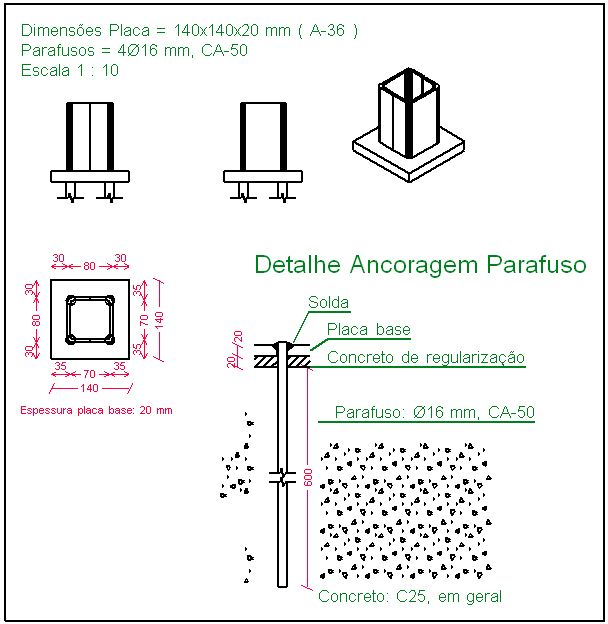 Dimensões Placa = 140x140x20 mm ( A-36 )
Parafusos = 4Ø16 mm, CA-50
Escala 1 : 10
30 80 30
30 80 30
35 70 35
140
35 70 35
140
Espessura placa base: 20 mm
Detalhe Ancoragem Parafuso
Solda
Placa base
Concreto de regularização
20 20
Parafuso: Ø16 mm, CA-50
600
Concreto: C25, em geral